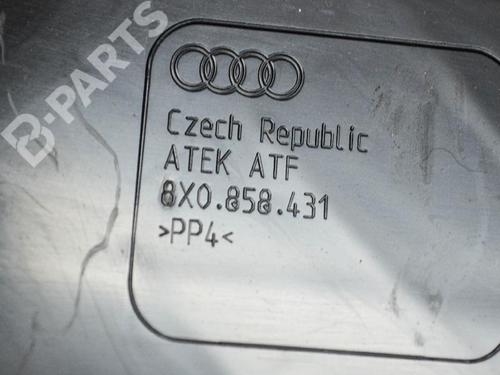 B-PARTS
Czech Republic
ATEK ATF
8X0.858.431
>PP4<